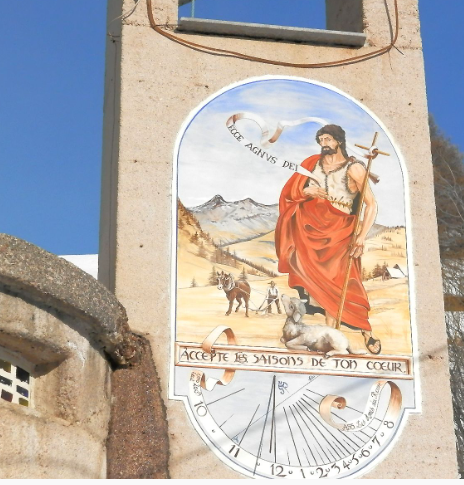 ECCE AGNVS DEI
ACCEPTE LES SAISONS DE TON COEUR
10 11 12 1 2 3 4 5 6 7 8